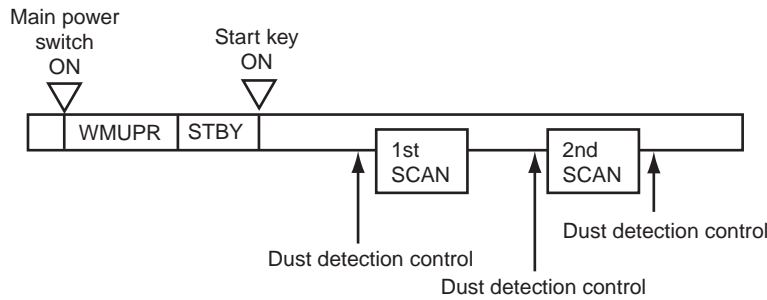 Main power
switch
ON
Start key
ON
WMUPR
STBY
1st
SCAN
2nd
SCAN
Dust detection control
Dust detection control
Dust detection control